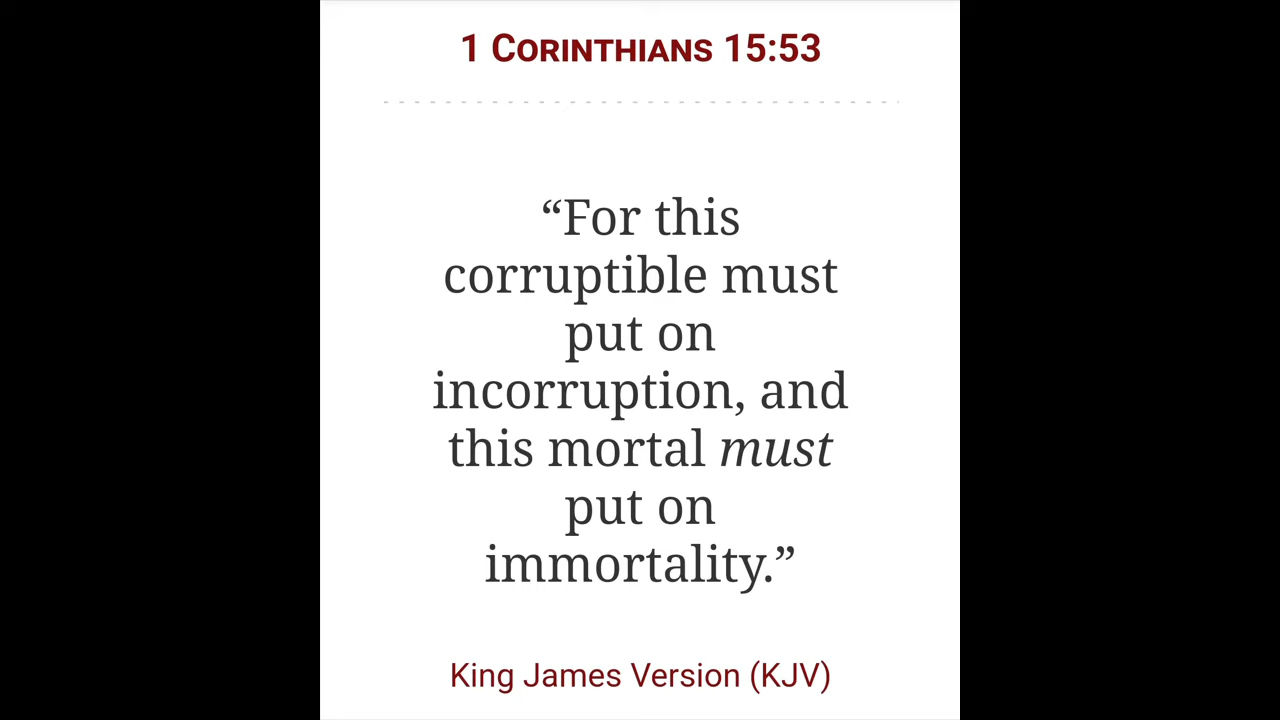 1 Corinthians 15:53
“For this
corruptible must
put on
incorruption, and
this mortal must
put on
immortality.”
King James Version (KJV)